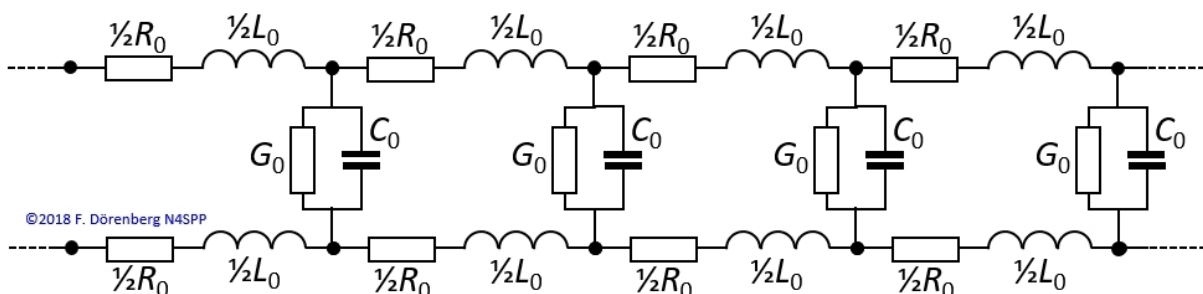 ½R₀ ½L₀ ½R₀ ½L₀ ½R₀ ½L₀ ½R₀ ½L₀
G₀ C₀ G₀ C₀ G₀ C₀ G₀ C₀
©2018 F. Dörenberg N4SPP
½R₀ ½L₀ ½R₀ ½L₀ ½R₀ ½L₀ ½R₀ ½L₀